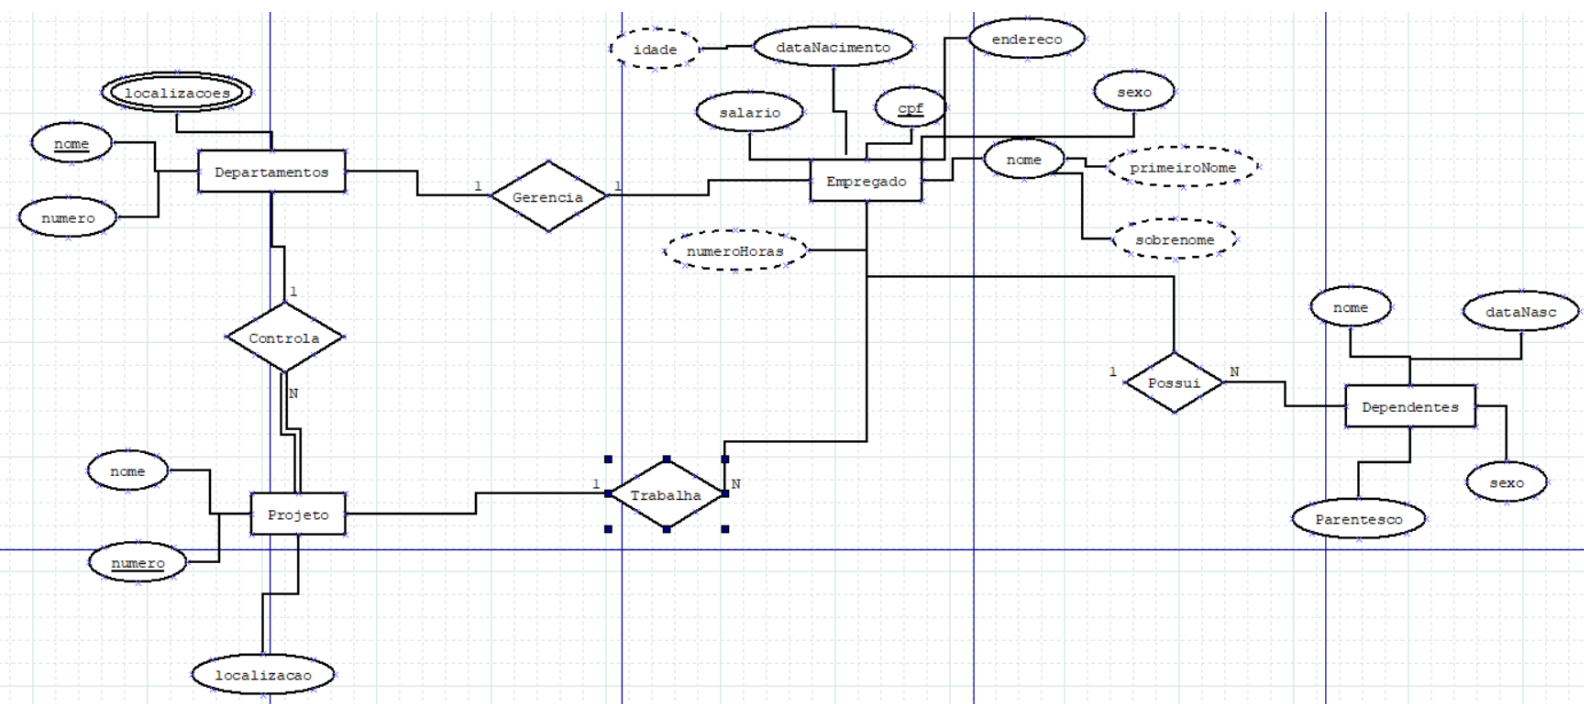 idade
dataNacimento
endereco
localizacoes
sexo
salario
cpf
nome
nome
primeiroNome
Departamentos
1
Gerencia
1
Empregado
numero
numeroHoras
sobrenome
1
nome
dataNasc
Controla
1
Possui
N
N
Dependentes
nome
1
Trabalha
N
sexo
Projeto
Parentesco
numero
localizacao